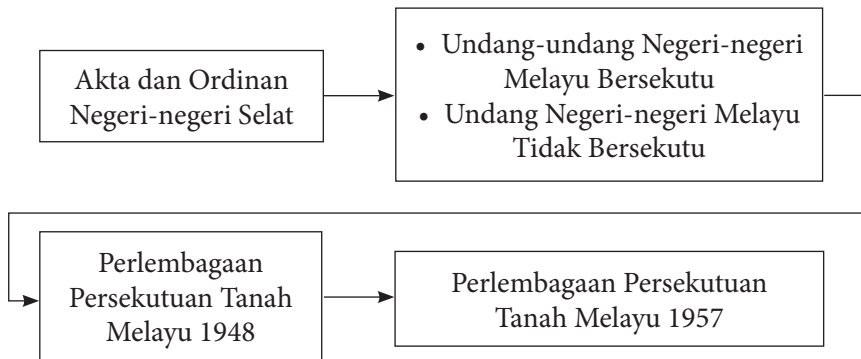 Akta dan Ordinan
Negeri-negeri Selat
• Undang-undang Negeri-negeri
Melayu Bersekutu
• Undang Negeri-negeri Melayu
Tidak Bersekutu
Perlembagaan
Persekutuan Tanah
Melayu 1948
Perlembagaan Persekutuan
Tanah Melayu 1957